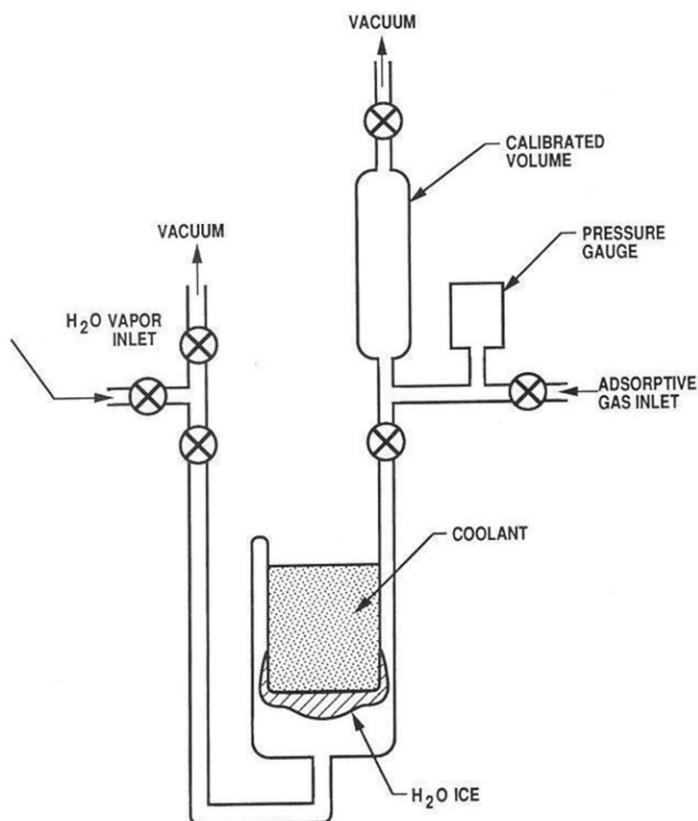 VACUUM
CALIBRATED
VOLUME
VACUUM
PRESSURE
GAUGE
H₂O VAPOR
INLET
ADSORPTIVE
GAS INLET
COOLANT
H₂O ICE